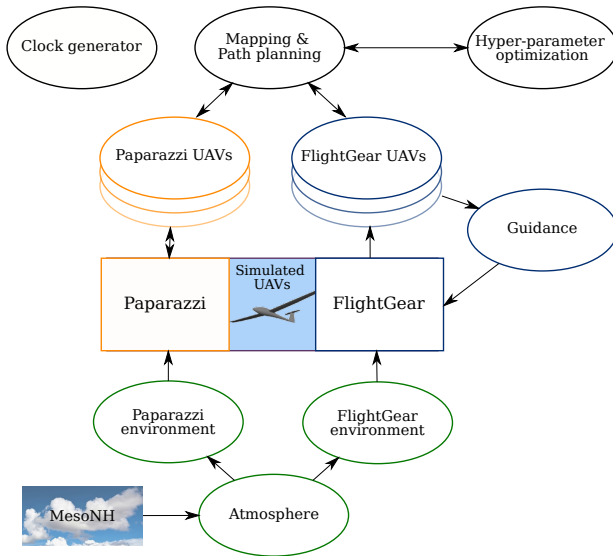 Clock generator
Mapping &
Path planning
Hyper-parameter
optimization
Paparazzi UAVs
FlightGear UAVs
Guidance
Paparazzi
Simulated
UAVs
FlightGear
Paparazzi
environment
FlightGear
environment
MesoNH
Atmosphere